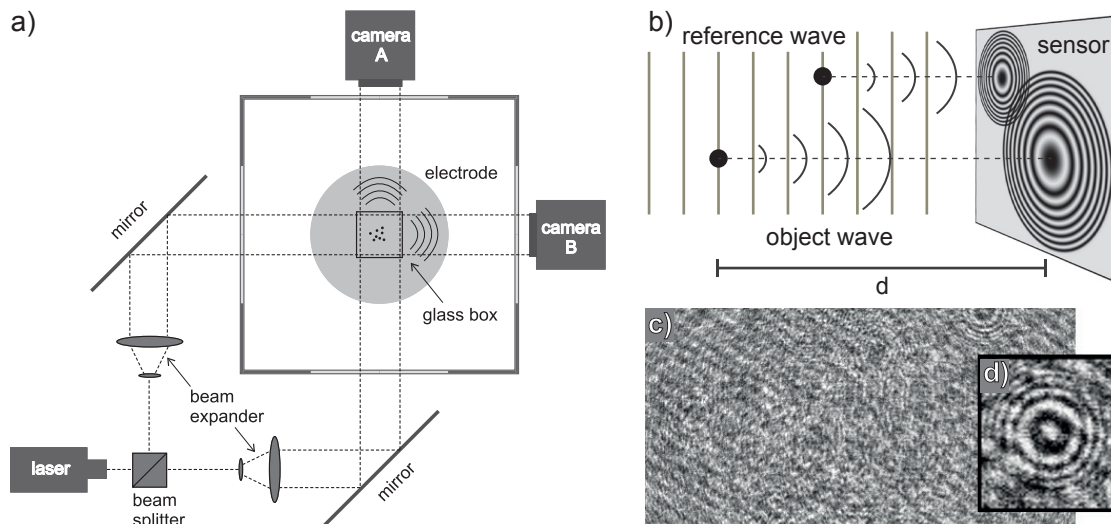 a)
camera
A
electrode
mirror
camera
B
glass box
beam
expander
laser
beam
splitter
mirror
b)
reference wave
sensor
object wave
d
c)
d)